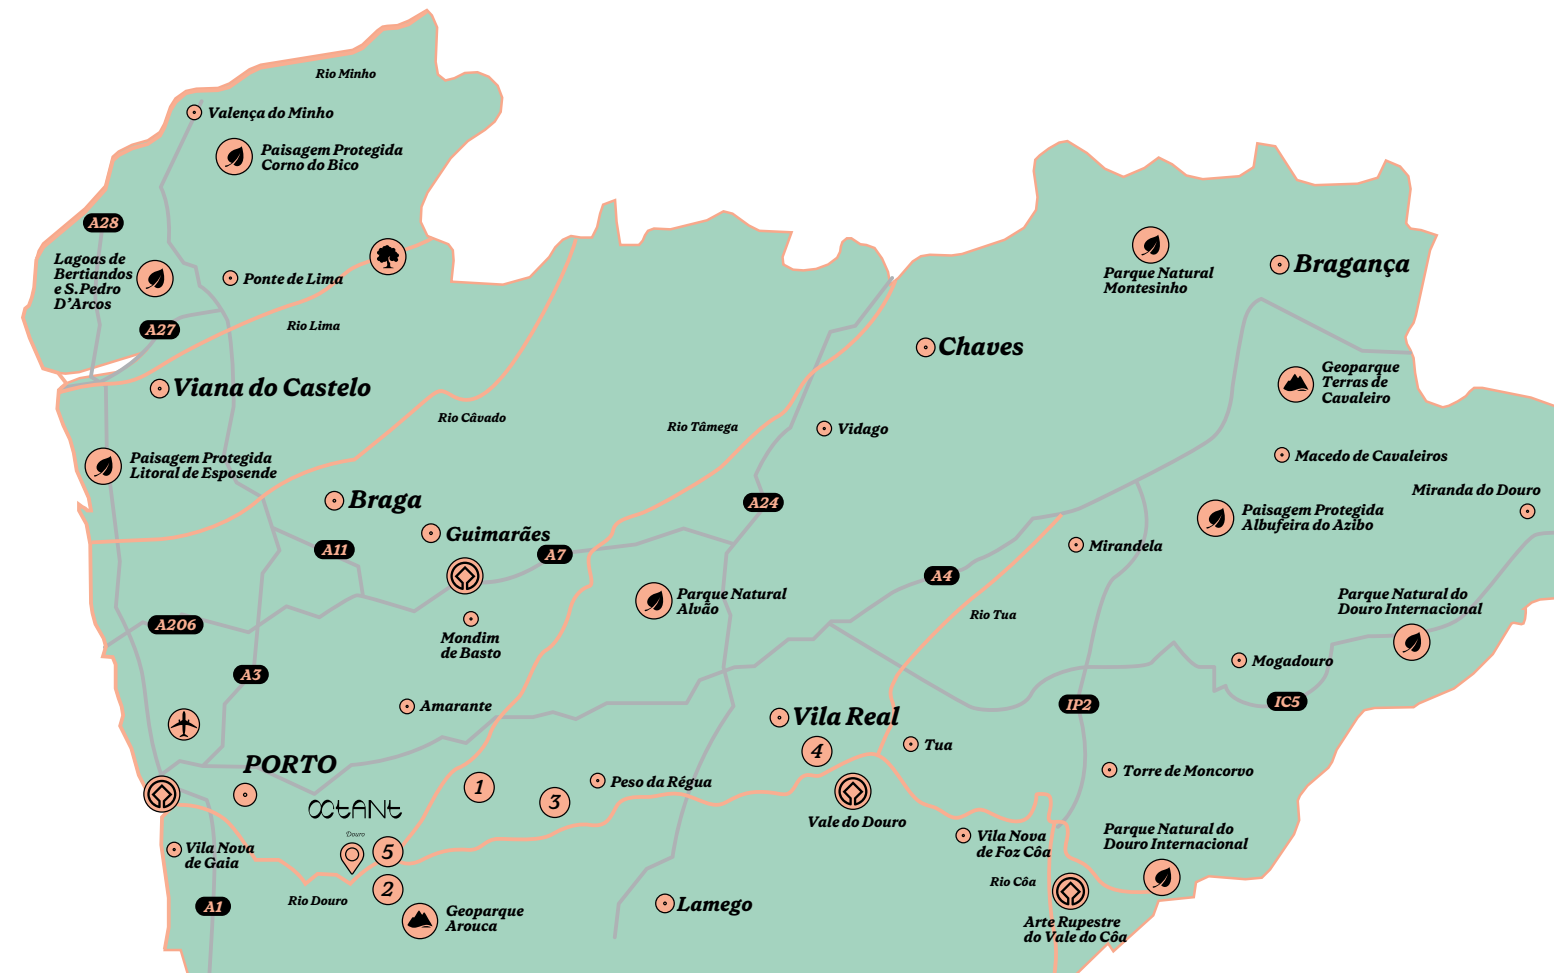 Rio Minho
Valença do Minho
Paisagem Protegida
Corno do Bico
A28
Lagoas de
Bertiandos
e S.Pedro
D’Arcos
Ponte de Lima
A27
Rio Lima
Viana do Castelo
Rio Câvado
Paisagem Protegida
Litoral de Esposende
Braga
Guimarães
A11
A7
A206
Mondim
de Basto
A3
Amarante
PORTO
OCtANt
Douro
Vila Nova
de Gaia
A1
Rio Douro
1
3
5
2
Geoparque
Arouca
Peso da Régua
Lamego
Parque Natural
Alvão
Rio Tâmega
Vidago
A24
Chaves
Parque Natural
Montesinho
Bragança
Geoparque
Terras de
Cavaleiro
Macedo de Cavaleiros
Miranda do Douro
Paisagem Protegida
Albufeira do Azibo
Mirandela
A4
Rio Tua
Parque Natural do
Douro Internacional
Mogadouro
IC5
IP2
Vila Real
4
Tua
Torre de Moncorvo
Vale do Douro
Vila Nova
de Foz Côa
Parque Natural do
Douro Internacional
Rio Côa
Arte Rupestre
do Vale do Côa